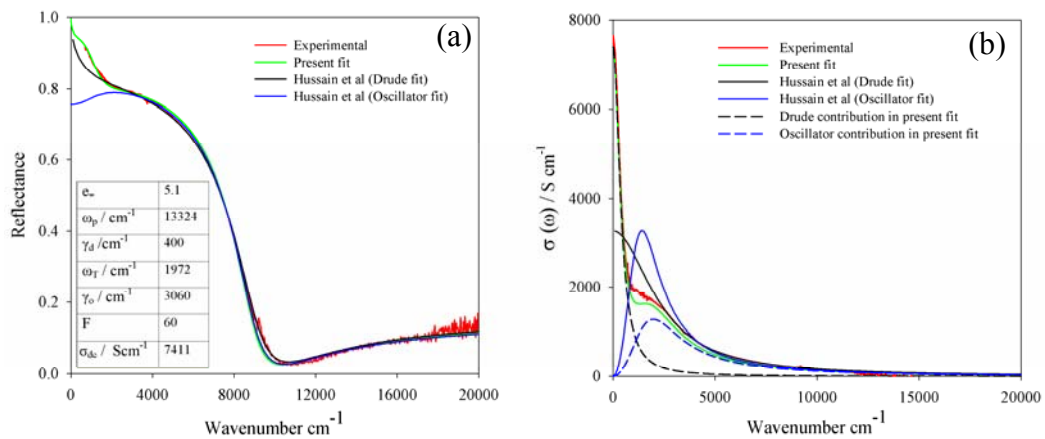 (a)
Experimental
Present fit
Hussain et al (Drude fit)
Hussain et al (Oscillator fit)
Reflectance
1.0
0.8
0.6
0.4
0.2
0.0
e∞ 5.1
ωp / cm-1 13324
γd /cm-1 400
ωT / cm-1 1972
γo / cm-1 3060
F 60
σdc / Scm-1 7411
0 4000 8000 12000 16000 20000
Wavenumber cm-1
(b)
Experimental
Present fit
Hussain et al (Drude fit)
Hussain et al (Oscillator fit)
Drude contribution in present fit
Oscillator contribution in present fit
σ (ω) / S cm-1
8000
6000
4000
2000
0
0 5000 10000 15000 20000
Wavenumber cm-1